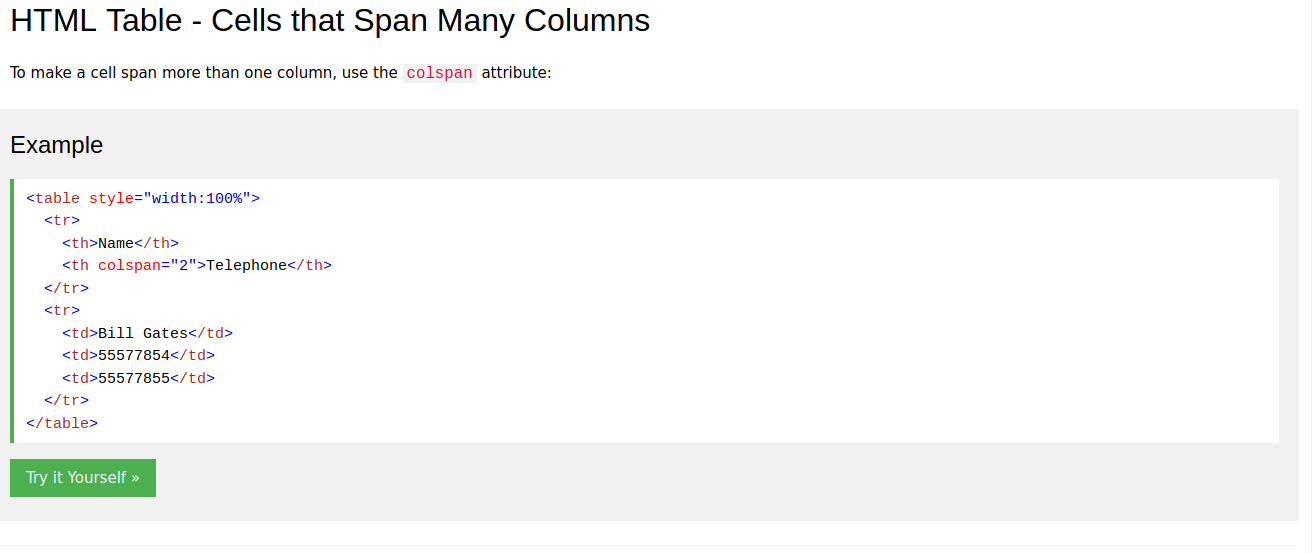 HTML Table - Cells that Span Many Columns
To make a cell span more than one column, use the colspan attribute:
Example
<table style="width:100%">
  <tr>
    <th>Name</th>
    <th colspan="2">Telephone</th>
  </tr>
  <tr>
    <td>Bill Gates</td>
    <td>55577854</td>
    <td>55577855</td>
  </tr>
</table>
Try it Yourself »